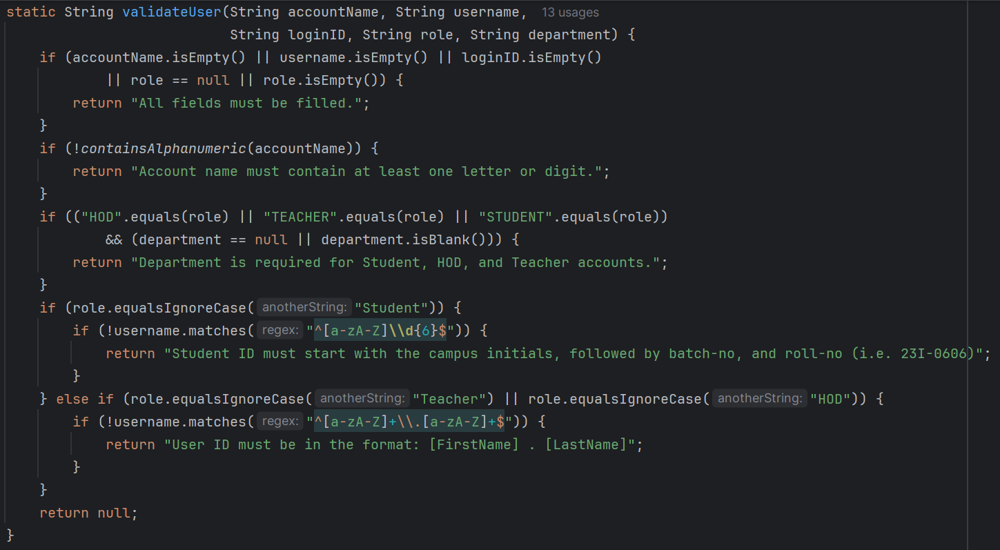 static String validateUser(String accountName, String username, 13 usages
                           String loginID, String role, String department) {
    if (accountName.isEmpty() || username.isEmpty() || loginID.isEmpty()
            || role == null || role.isEmpty()) {
        return "All fields must be filled.";
    }
    if (!containsAlphanumeric(accountName)) {
        return "Account name must contain at least one letter or digit.";
    }
    if (("HOD".equals(role) || "TEACHER".equals(role) || "STUDENT".equals(role))
            && (department == null || department.isBlank())) {
        return "Department is required for Student, HOD, and Teacher accounts.";
    }
    if (role.equalsIgnoreCase( anotherString: "Student")) {
        if (!username.matches( regex: "^[a-zA-Z]\\d{6}$")) {
            return "Student ID must start with the campus initials, followed by batch-no, and roll-no (i.e. 23I-0606)";
        }
    } else if (role.equalsIgnoreCase( anotherString: "Teacher") || role.equalsIgnoreCase( anotherString: "HOD")) {
        if (!username.matches( regex: "^[a-zA-Z]+\\.[a-zA-Z]+$")) {
            return "User ID must be in the format: [FirstName] . [LastName]";
        }
    }
    return null;
}